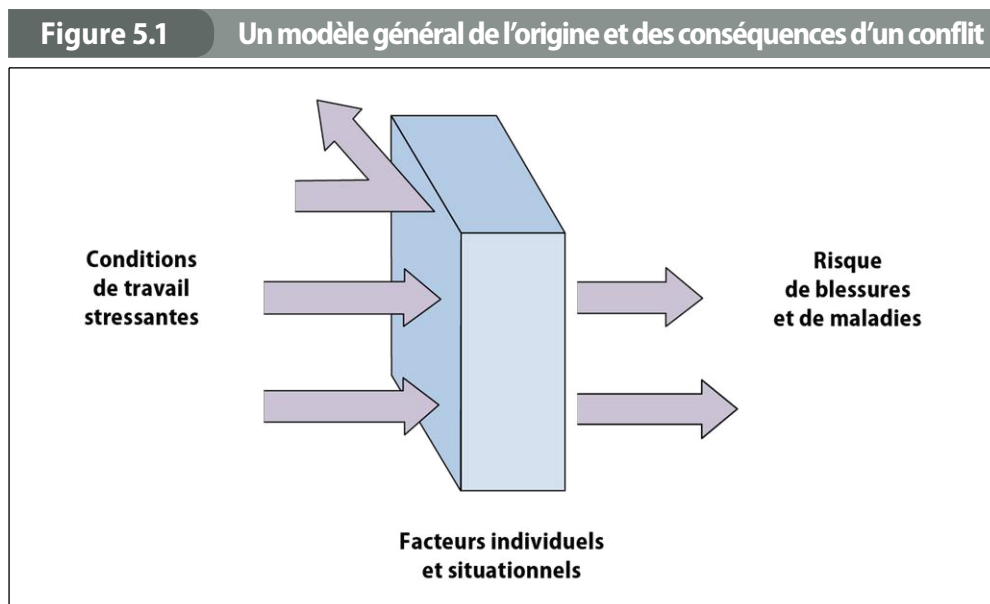 Figure 5.1 Un modèle général de l’origine et des conséquences d’un conflit
Conditions
de travail
stressantes
Risque
de blessures
et de maladies
Facteurs individuels
et situationnels